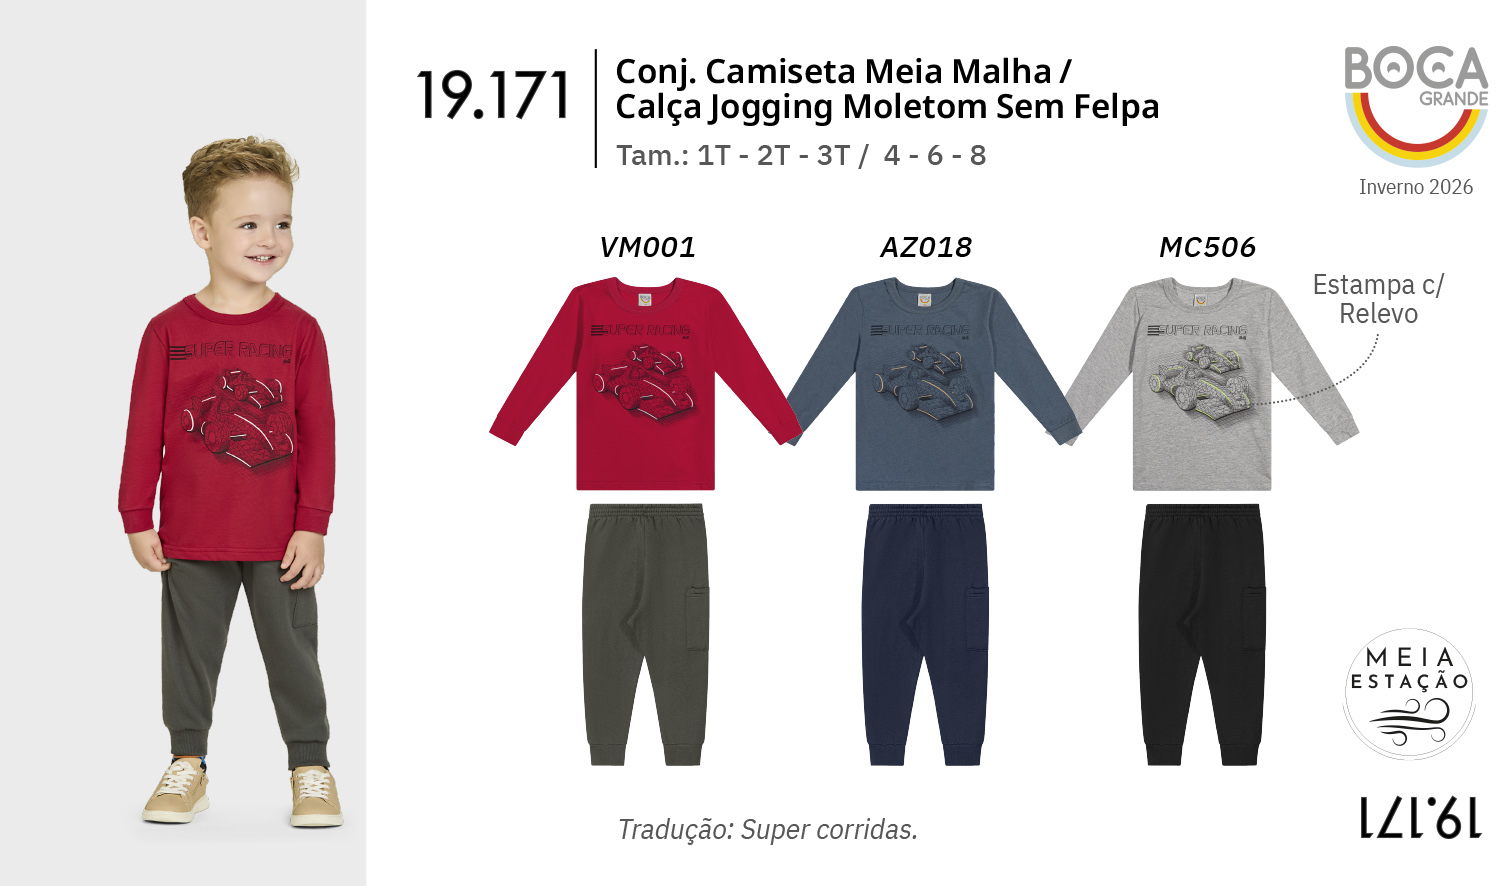 19.171
Conj. Camiseta Meia Malha /
Calça Jogging Moletom Sem Felpa
Tam.: 1T - 2T - 3T / 4 - 6 - 8
BOCA
GRANDE
Inverno 2026
VM001
AZ018
MC506
Estampa c/
Relevo
SUPER RACING
SUPER RACING
SUPER RACING
SUPER RACING
MEIA
ESTAÇÃO
19.171
Tradução: Super corridas.